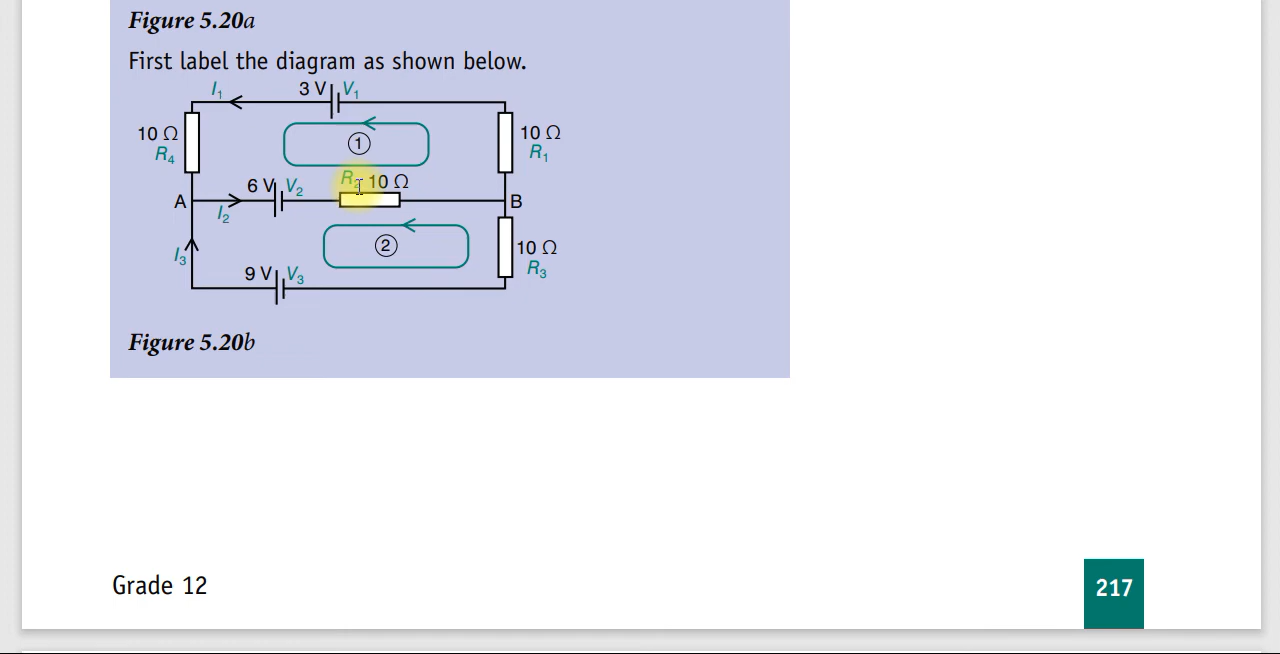 Figure 5.20a
First label the diagram as shown below.
I1 3 V V1
10 Ω 1 10 Ω
R4 R1
6 V V2 R2 10 Ω
A B
I2
I3 2 10 Ω
9 V V3 R3
Figure 5.20b
Grade 12 217